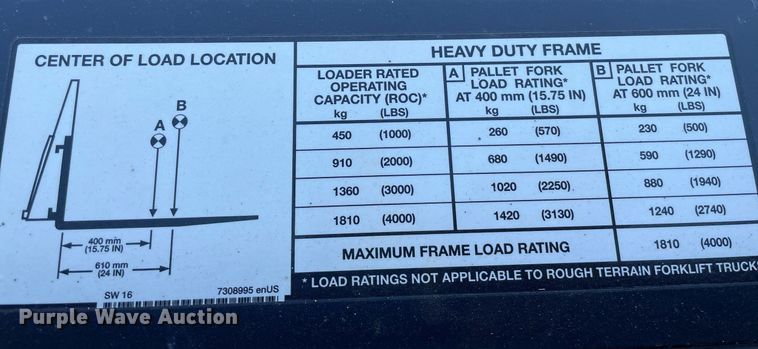 CENTER OF LOAD LOCATION
A
B
400 mm
(15.75 IN)
610 mm
(24 IN)
SW 16
7308995 enUS
HEAVY DUTY FRAME
LOADER RATED
OPERATING
CAPACITY (ROC)*
kg (LBS)
A PALLET FORK
LOAD RATING*
AT 400 mm (15.75 IN)
kg (LBS)
B PALLET FORK
LOAD RATING*
AT 600 mm (24 IN)
kg (LBS)
450 (1000) 260 (570) 230 (500)
910 (2000) 680 (1490) 590 (1290)
1360 (3000) 1020 (2250) 880 (1940)
1810 (4000) 1420 (3130) 1240 (2740)
MAXIMUM FRAME LOAD RATING 1810 (4000)
* LOAD RATINGS NOT APPLICABLE TO ROUGH TERRAIN FORKLIFT TRUCK
Purple Wave Auction